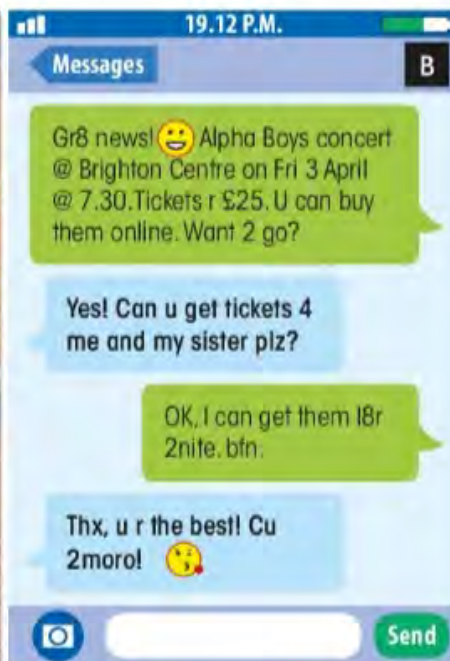 19.12 P.M.
Messages
B
Gr8 news! Alpha Boys concert
@ Brighton Centre on Fri 3 April
@ 7.30.Tickets r £25. U can buy
them online. Want 2 go?
Yes! Can u get tickets 4
me and my sister plz?
OK, I can get them l8r
2nite. bfn.
Thx, u r the best! Cu
2moro!
Send